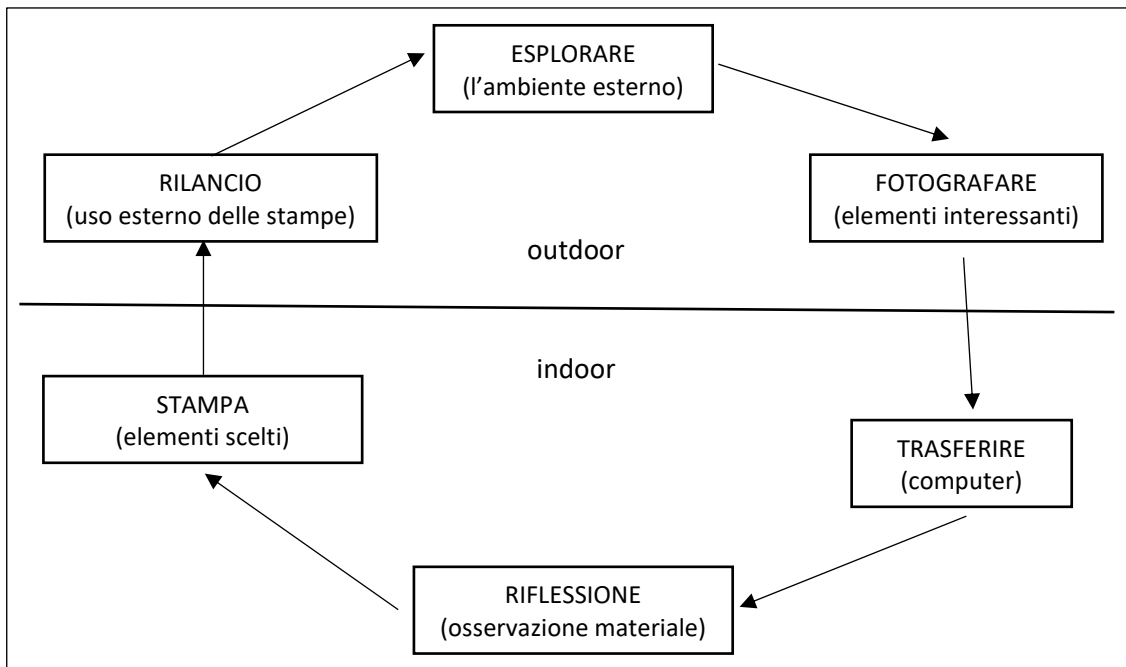 ESPLORARE
(l’ambiente esterno)
RILANCIO
(uso esterno delle stampe)
FOTOGRAFARE
(elementi interessanti)
outdoor
indoor
STAMPA
(elementi scelti)
TRASFERIRE
(computer)
RIFLESSIONE
(osservazione materiale)